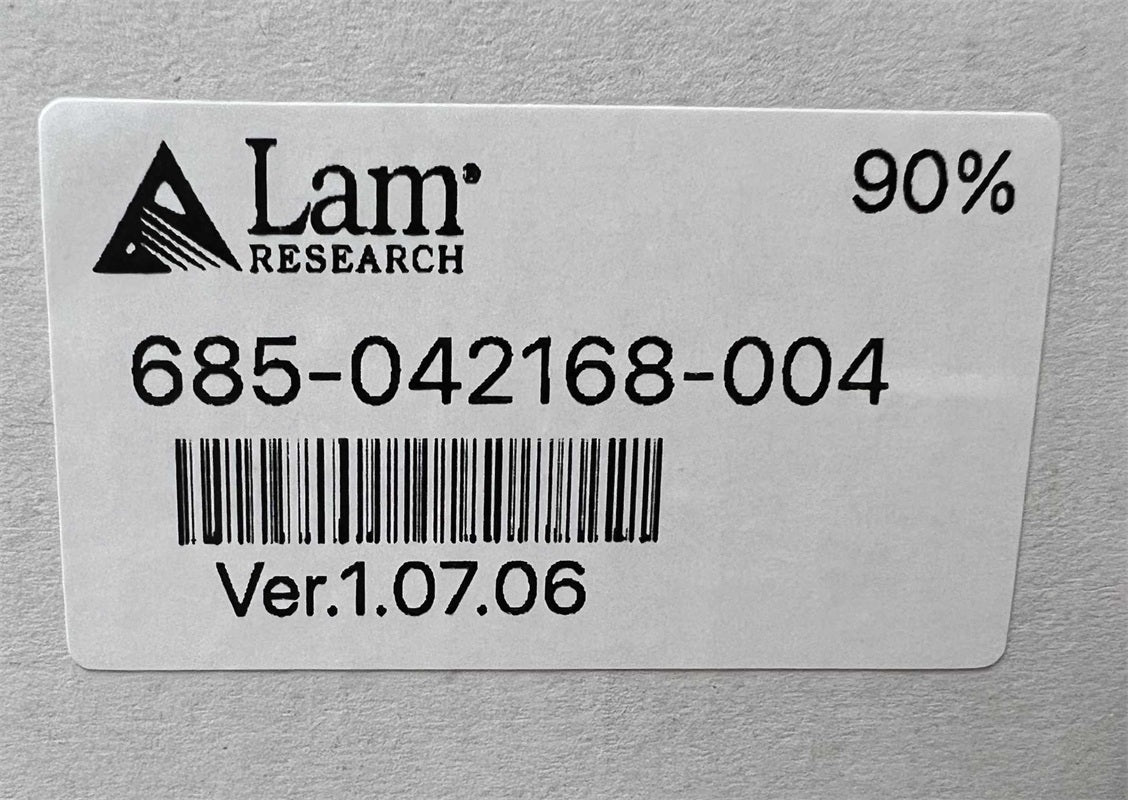 Lam
RESEARCH
90%
685-042168-004
Ver.1.07.06